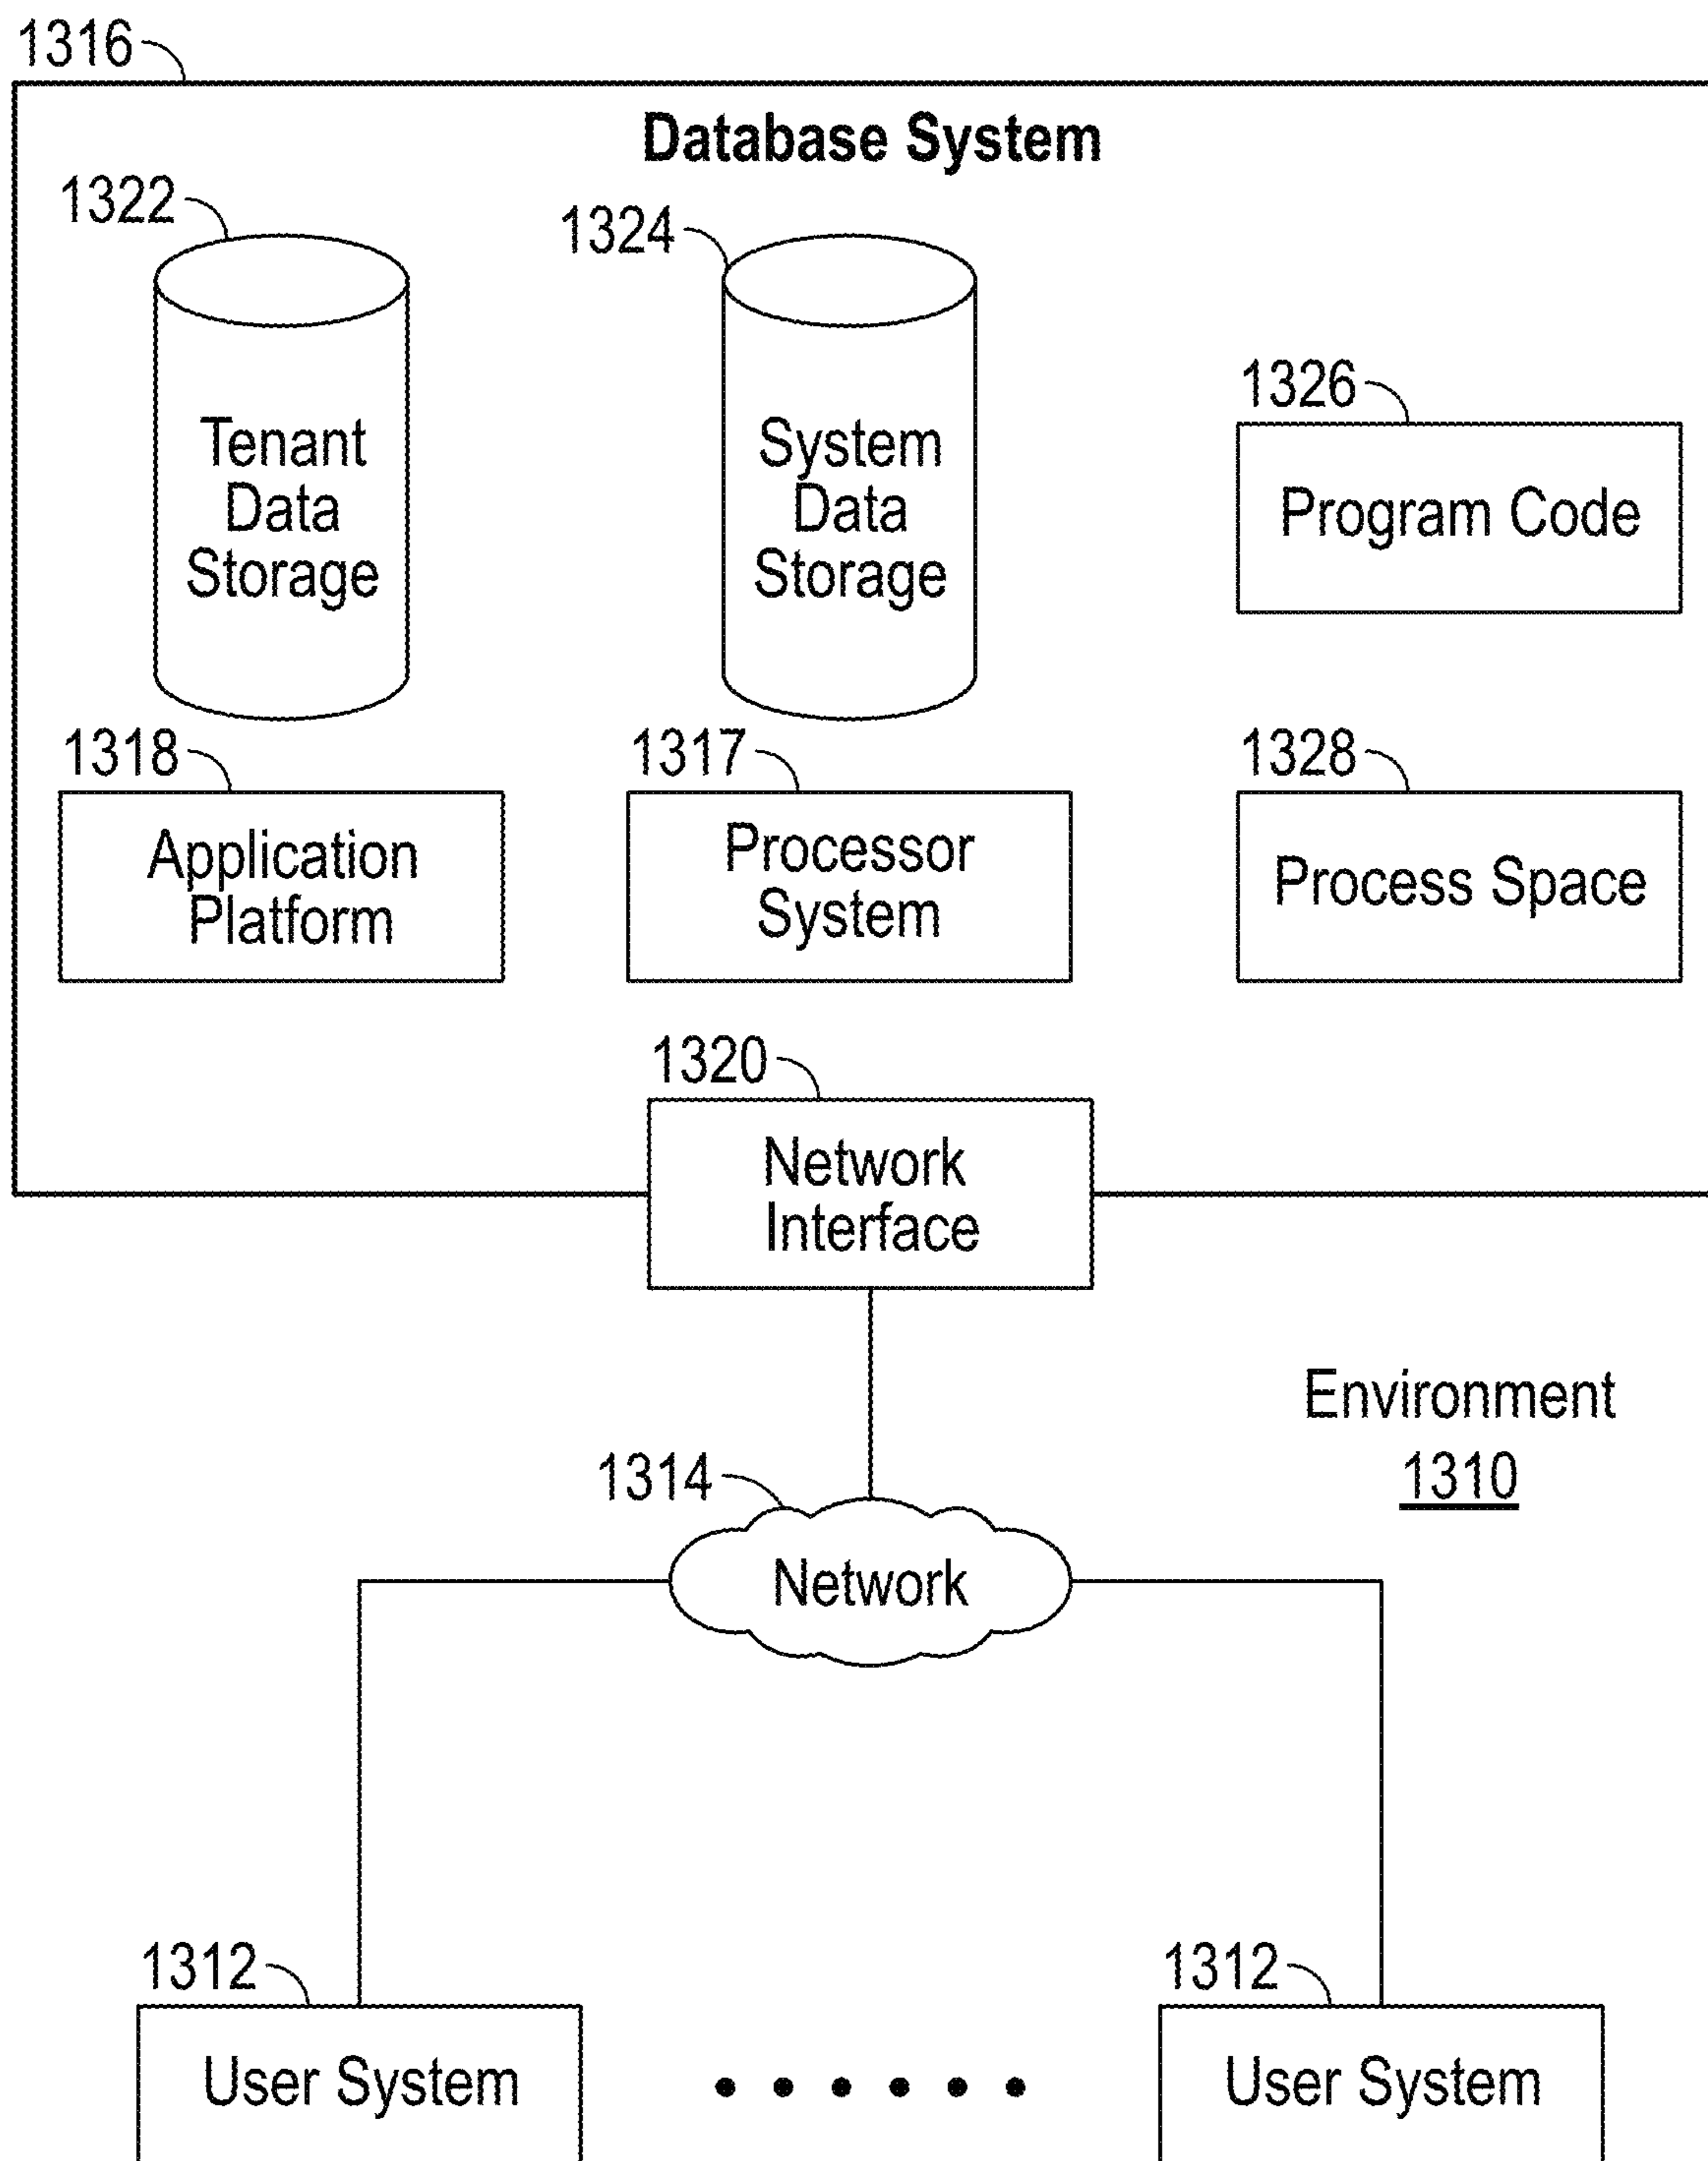 1316
Database System
1322
1324
Tenant
Data
Storage
System
Data
Storage
1326
Program Code
1318
Application
Platform
1317
Processor
System
1328
Process Space
1320
Network
Interface
Environment
1310
1314
Network
1312
User System
1312
User System